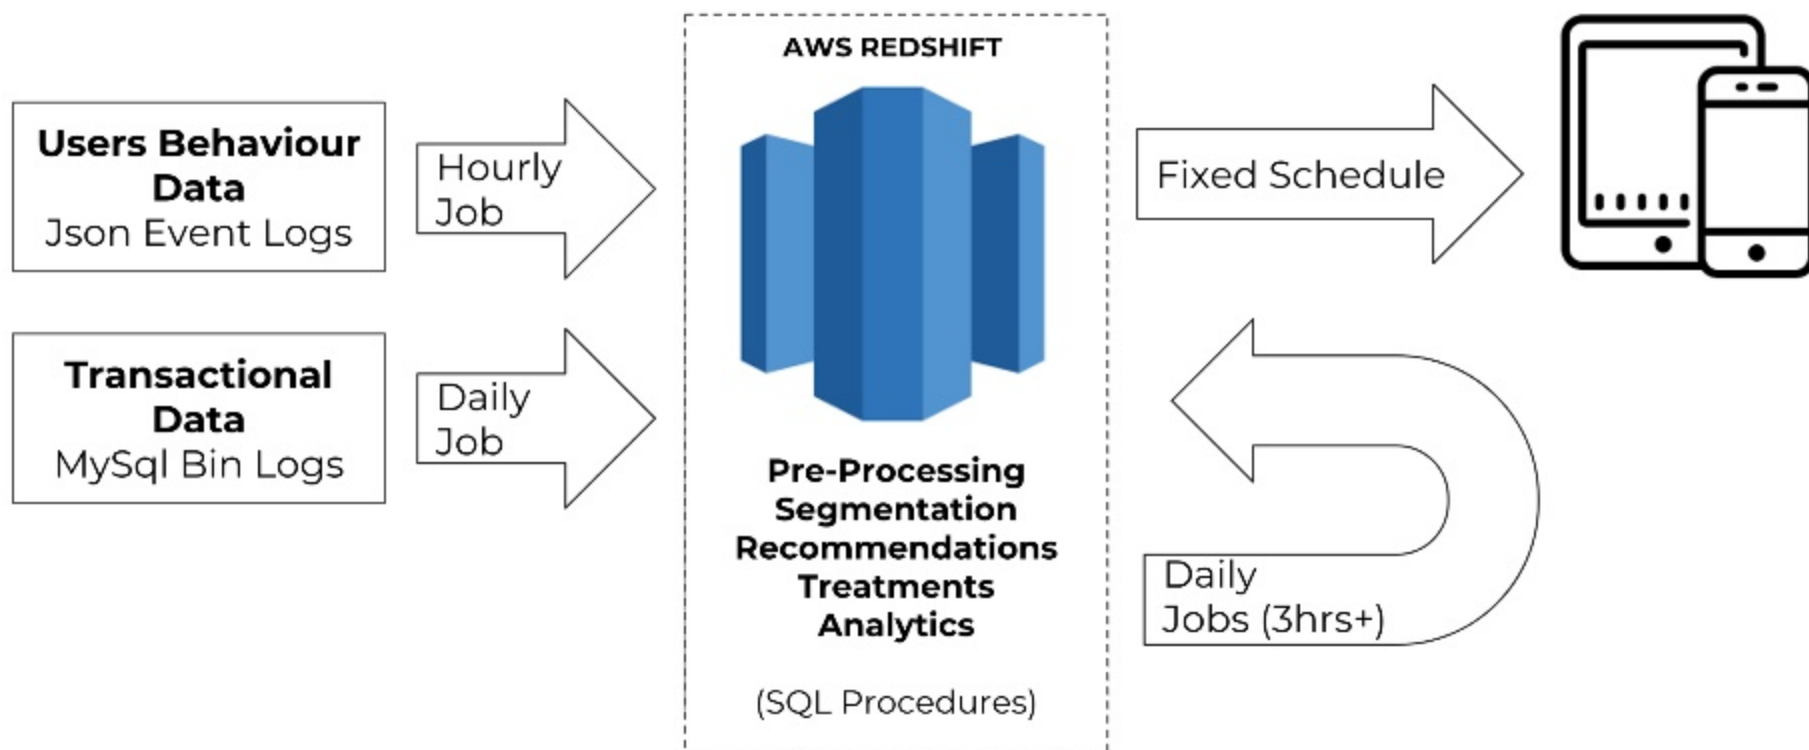 AWS REDSHIFT
Users Behaviour
Data
Json Event Logs
Hourly
Job
Fixed Schedule
Transactional
Data
MySql Bin Logs
Daily
Job
Pre-Processing
Segmentation
Recommendations
Treatments
Analytics
(SQL Procedures)
Daily
Jobs (3hrs+)